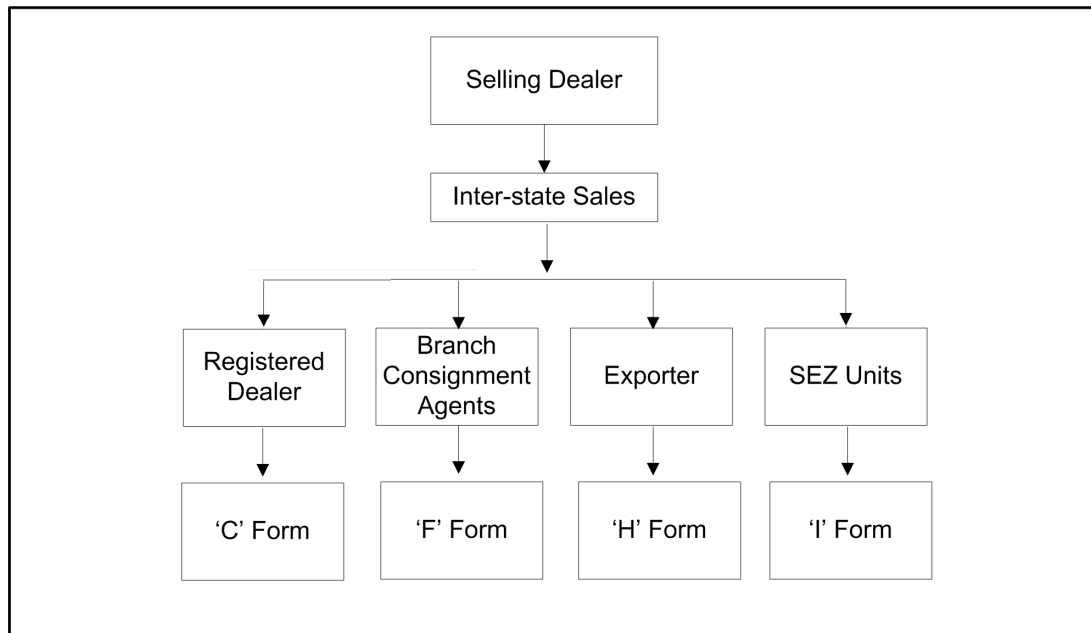 Selling Dealer
Inter-state Sales
Registered
Dealer
Branch
Consignment
Agents
Exporter
SEZ Units
‘C’ Form
‘F’ Form
‘H’ Form
‘I’ Form